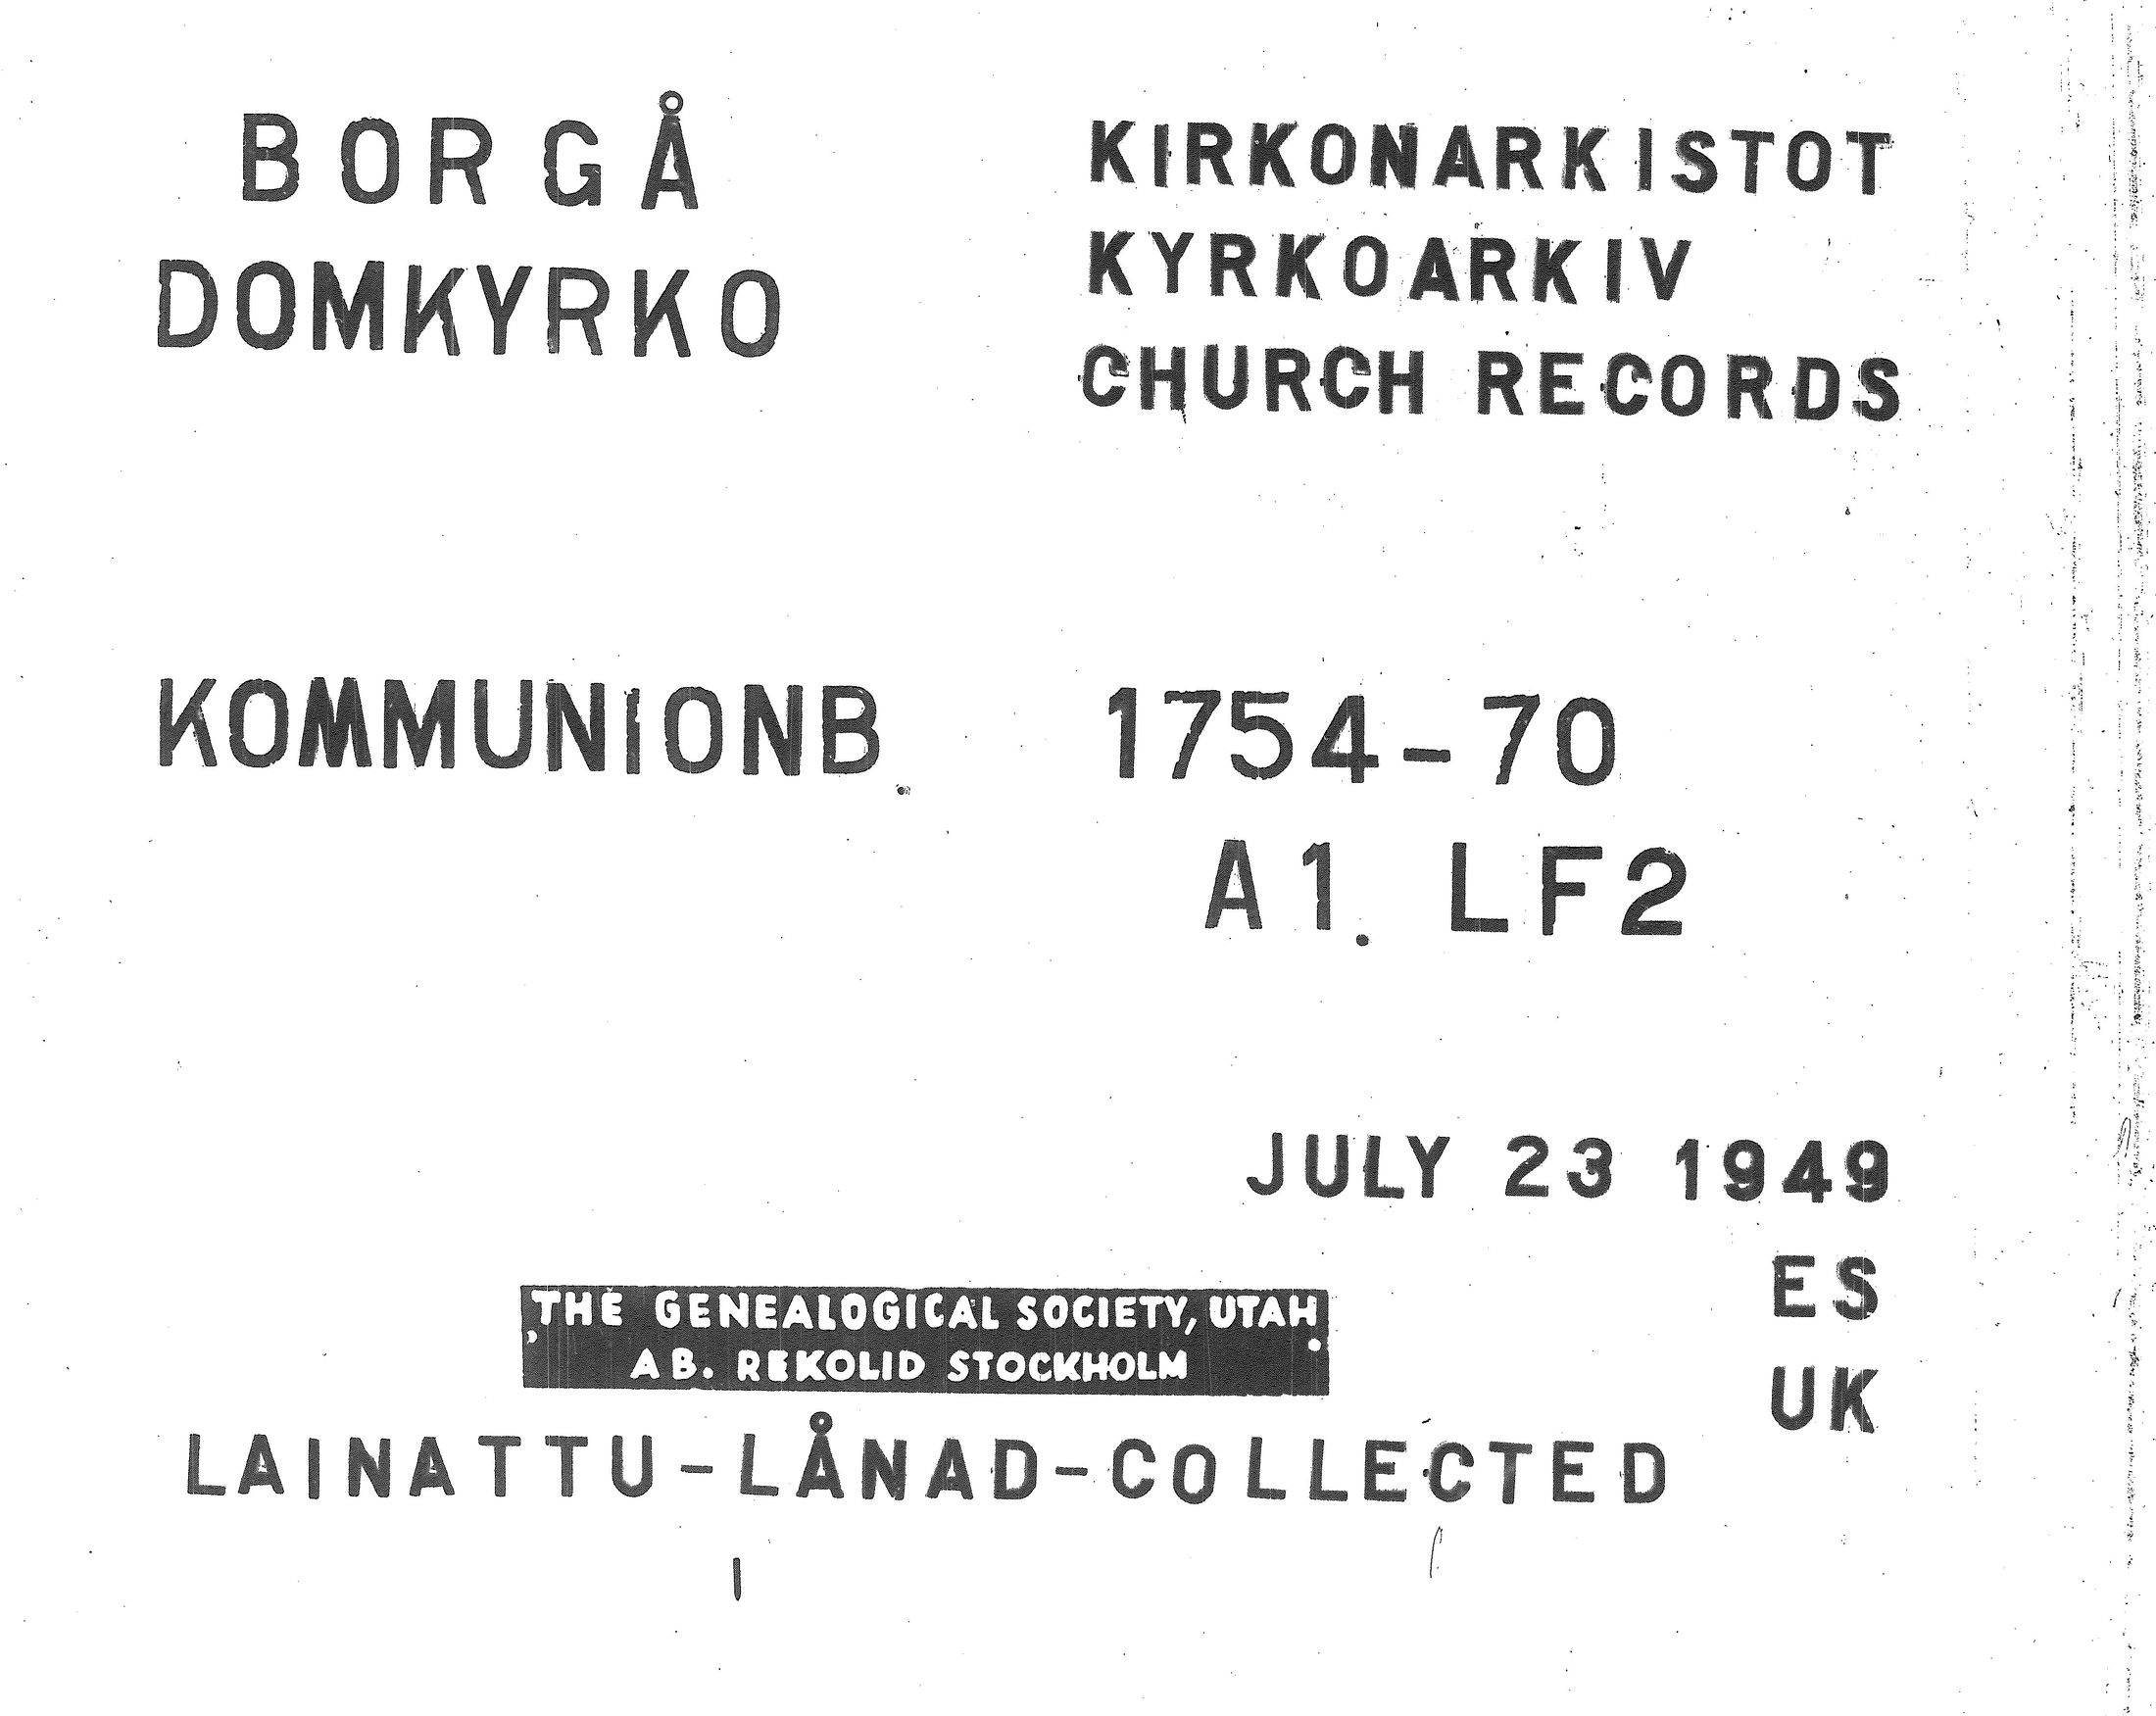 BORGÅ
DOMKYRKO
KIRKONARKISTOT
KYRKOARKIV
CHURCH RECORDS
KOMMUNIONB. 1754-70
A1. LF2
JULY 23 1949
ES
UK
THE GENEALOGICAL SOCIETY, UTAH
AB. REKOLID STOCKHOLM
LAINATTU-LÅNAD-COLLECTED